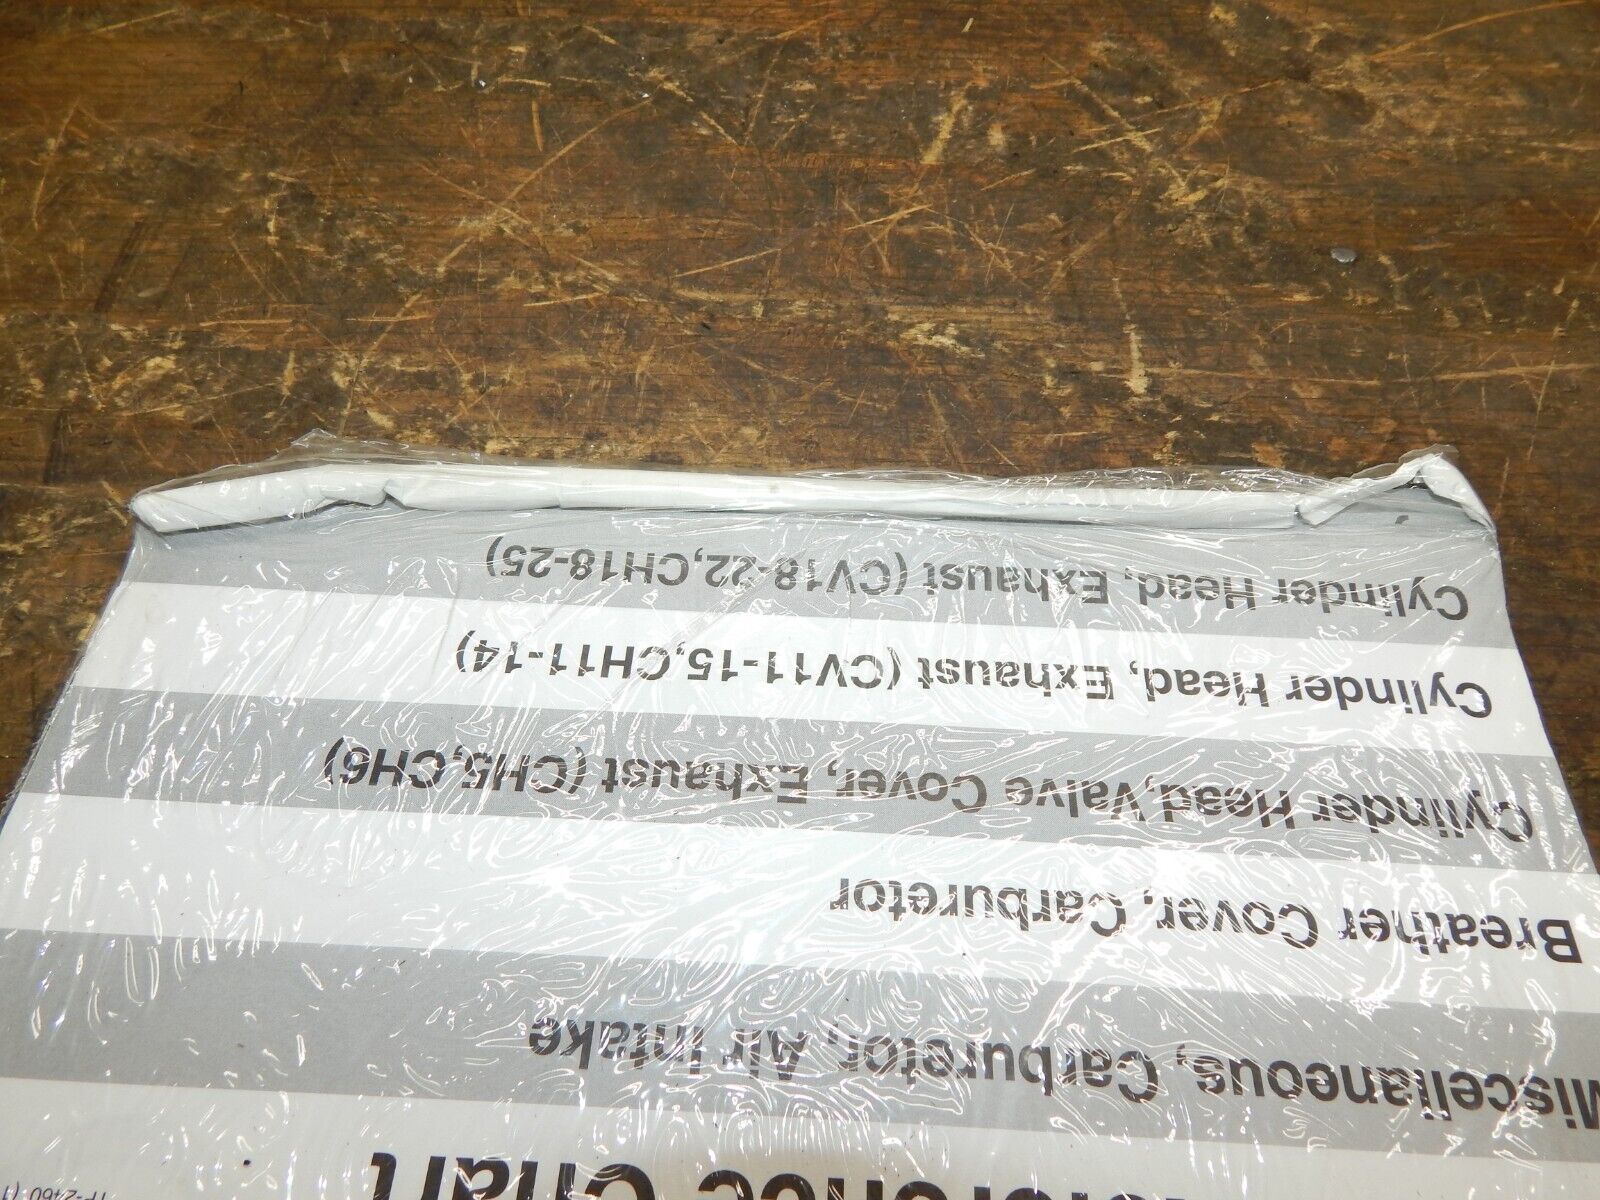 Chart
Miscellaneous, Carburetor, Air Intake
Breather Cover, Carburetor
Cylinder Head,Valve Cover, Exhaust (CH5,CH6)
Cylinder Head, Exhaust (CV11-15,CH11-14)
Cylinder Head, Exhaust (CV18-22,CH18-25)